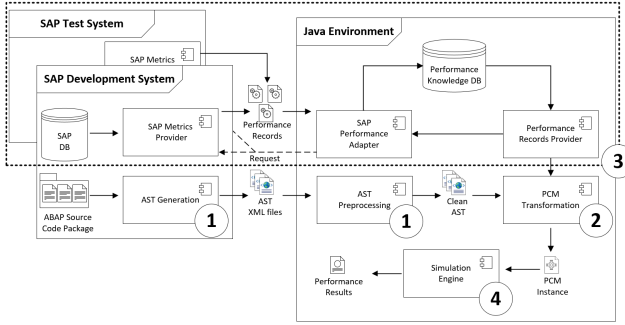 SAP Test System
SAP Metrics
SAP Development System
SAP
DB
SAP Metrics
Provider
Performance
Records
Request
Java Environment
Performance
Knowledge DB
SAP
Performance
Adapter
Performance
Records Provider
3
ABAP Source
Code Package
AST Generation
1
AST
XML files
AST
Preprocessing
1
Clean
AST
PCM
Transformation
2
Performance
Results
Simulation
Engine
4
PCM
Instance